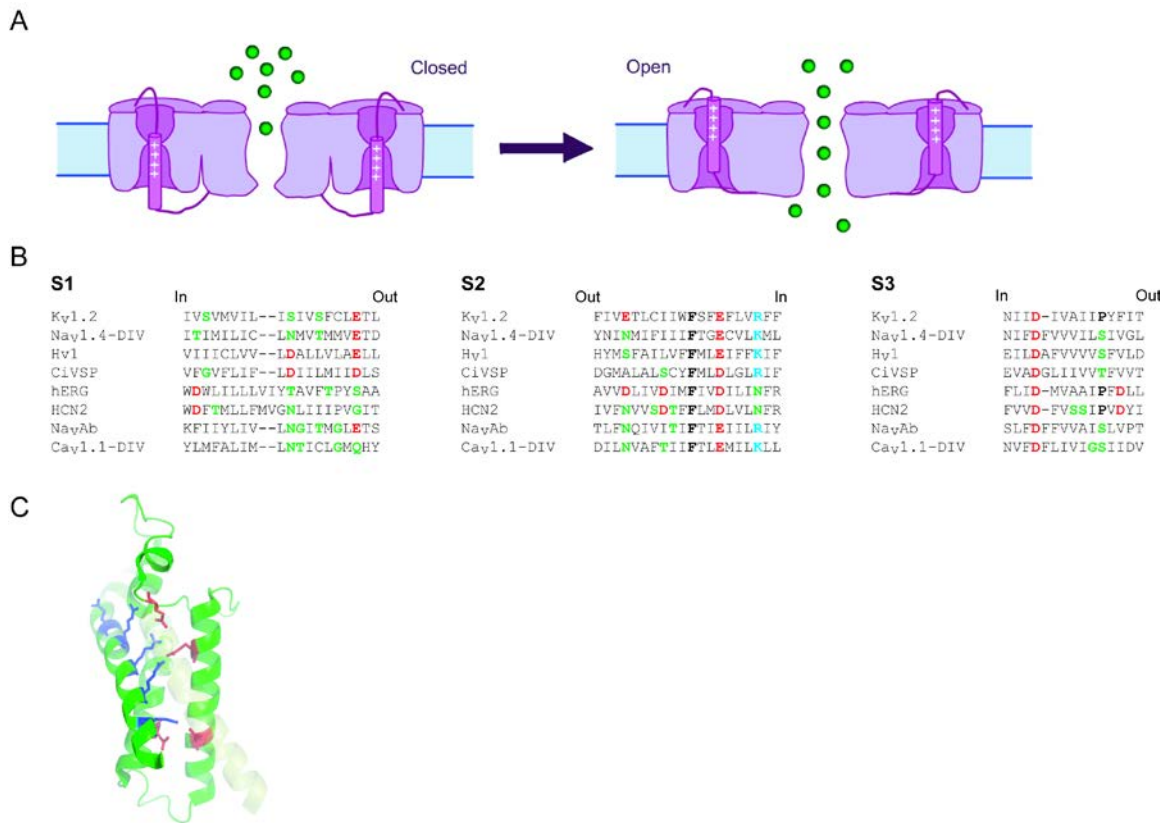 A
Closed
Open
+ + + +
+ + + +
+ + + +
+ + + +
B
S1
In Out
Kv1.2 IVSVMVIL--ISIVSFCLETL
Nav1.4-DIV ITIMLILIC-LNMVTMMVETD
Hv1 VIIICLVV--LDALLVLAELL
CiVSP VFGVLIIF--LDIILMIIDLS
hERG WDWLILLLVIYTAVFTPYSAA
HCN2 WDFTMLLFMVGNLIIIPVGIT
NavAb KFIIYLIV--LNGITMGLETS
Cav1.1-DIV YLMFALIM--LNTICLGMQHY
S2
Out In
Kv1.2 FIVETLCIIWFSFEFLVRFF
Nav1.4-DIV YNINMIFIIIFTGECVLKML
Hv1 HYMSFAILVFFMLEIFFKIF
CiVSP DGMALALSCYFMLDLGLRIF
hERG AVVDLIVDIMFIVDILINFR
HCN2 IVFNVVSDTFFLMDLVLNFR
NavAb TLFNQIVITIFTIEIILRIY
Cav1.1-DIV DILNVAFTIIFTLEMILKLL
S3
In Out
Kv1.2 NIID-IVAIIPYFIT
Nav1.4-DIV NIFDFVVVILSIVGL
Hv1 EILDAFVVVVSFVLD
CiVSP EVADLGLVVVTFVVT
hERG FLID-MVAAIPFDLL
HCN2 FVVD-FVSSIPVDYI
NavAb SLFDFFVVAISLVPT
Cav1.1-DIV NVFDFLIVIGSIIDV
C